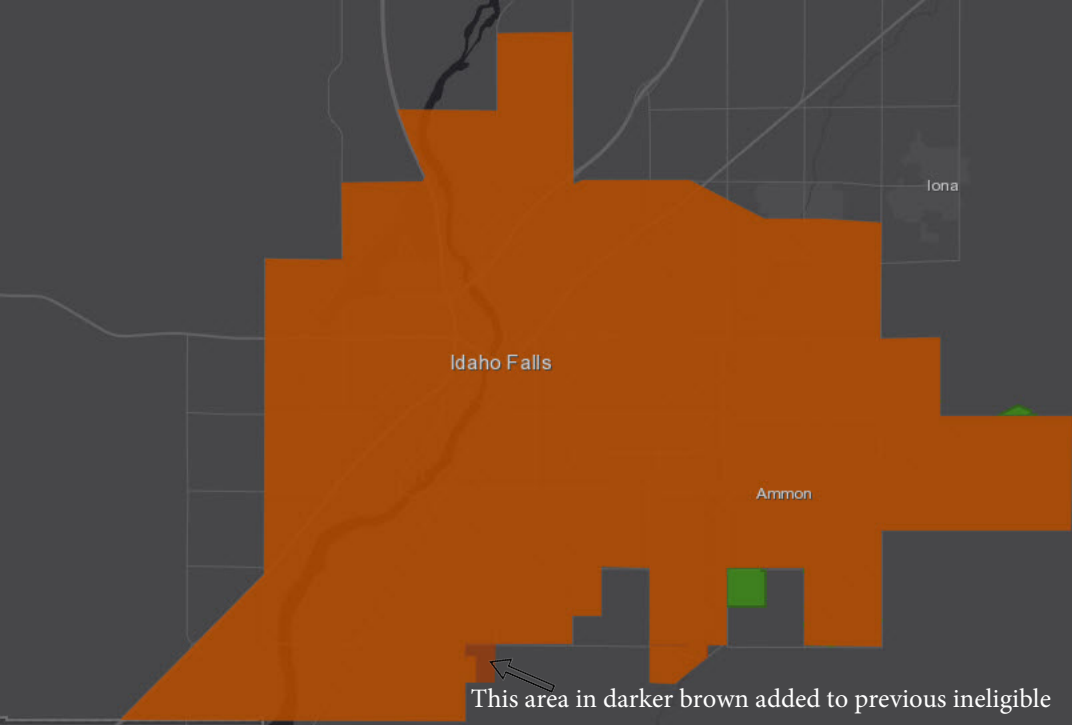 Iona
Idaho Falls
Ammon
This area in darker brown added to previous ineligible